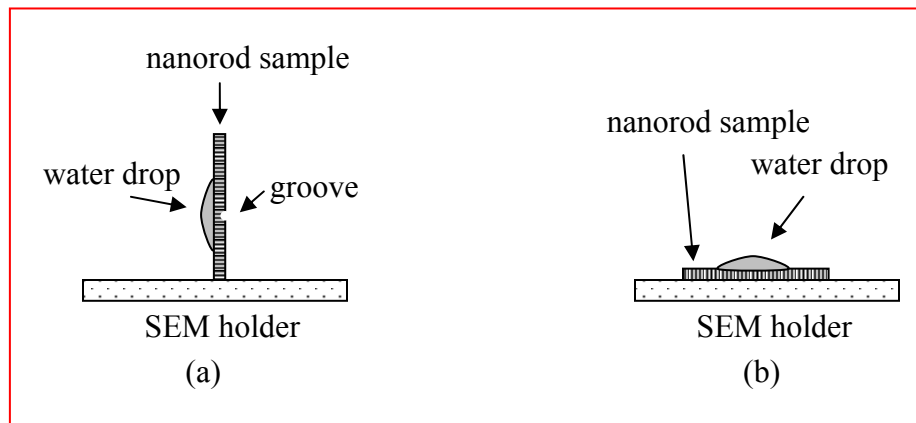 nanorod sample
water drop
groove
SEM holder
(a)
nanorod sample
water drop
SEM holder
(b)